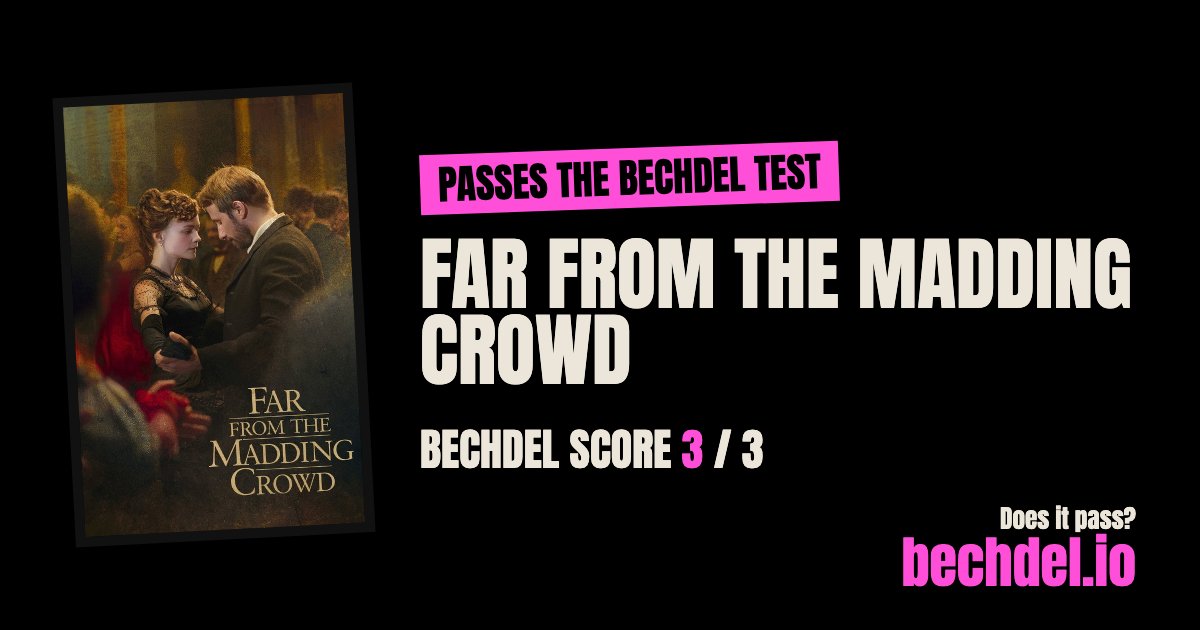 PASSES THE BECHDEL TEST
FAR FROM THE MADDING
CROWD
BECHDEL SCORE 3 / 3
FAR
FROM THE
MADDING
CROWD
Does it pass?
bechdel.io